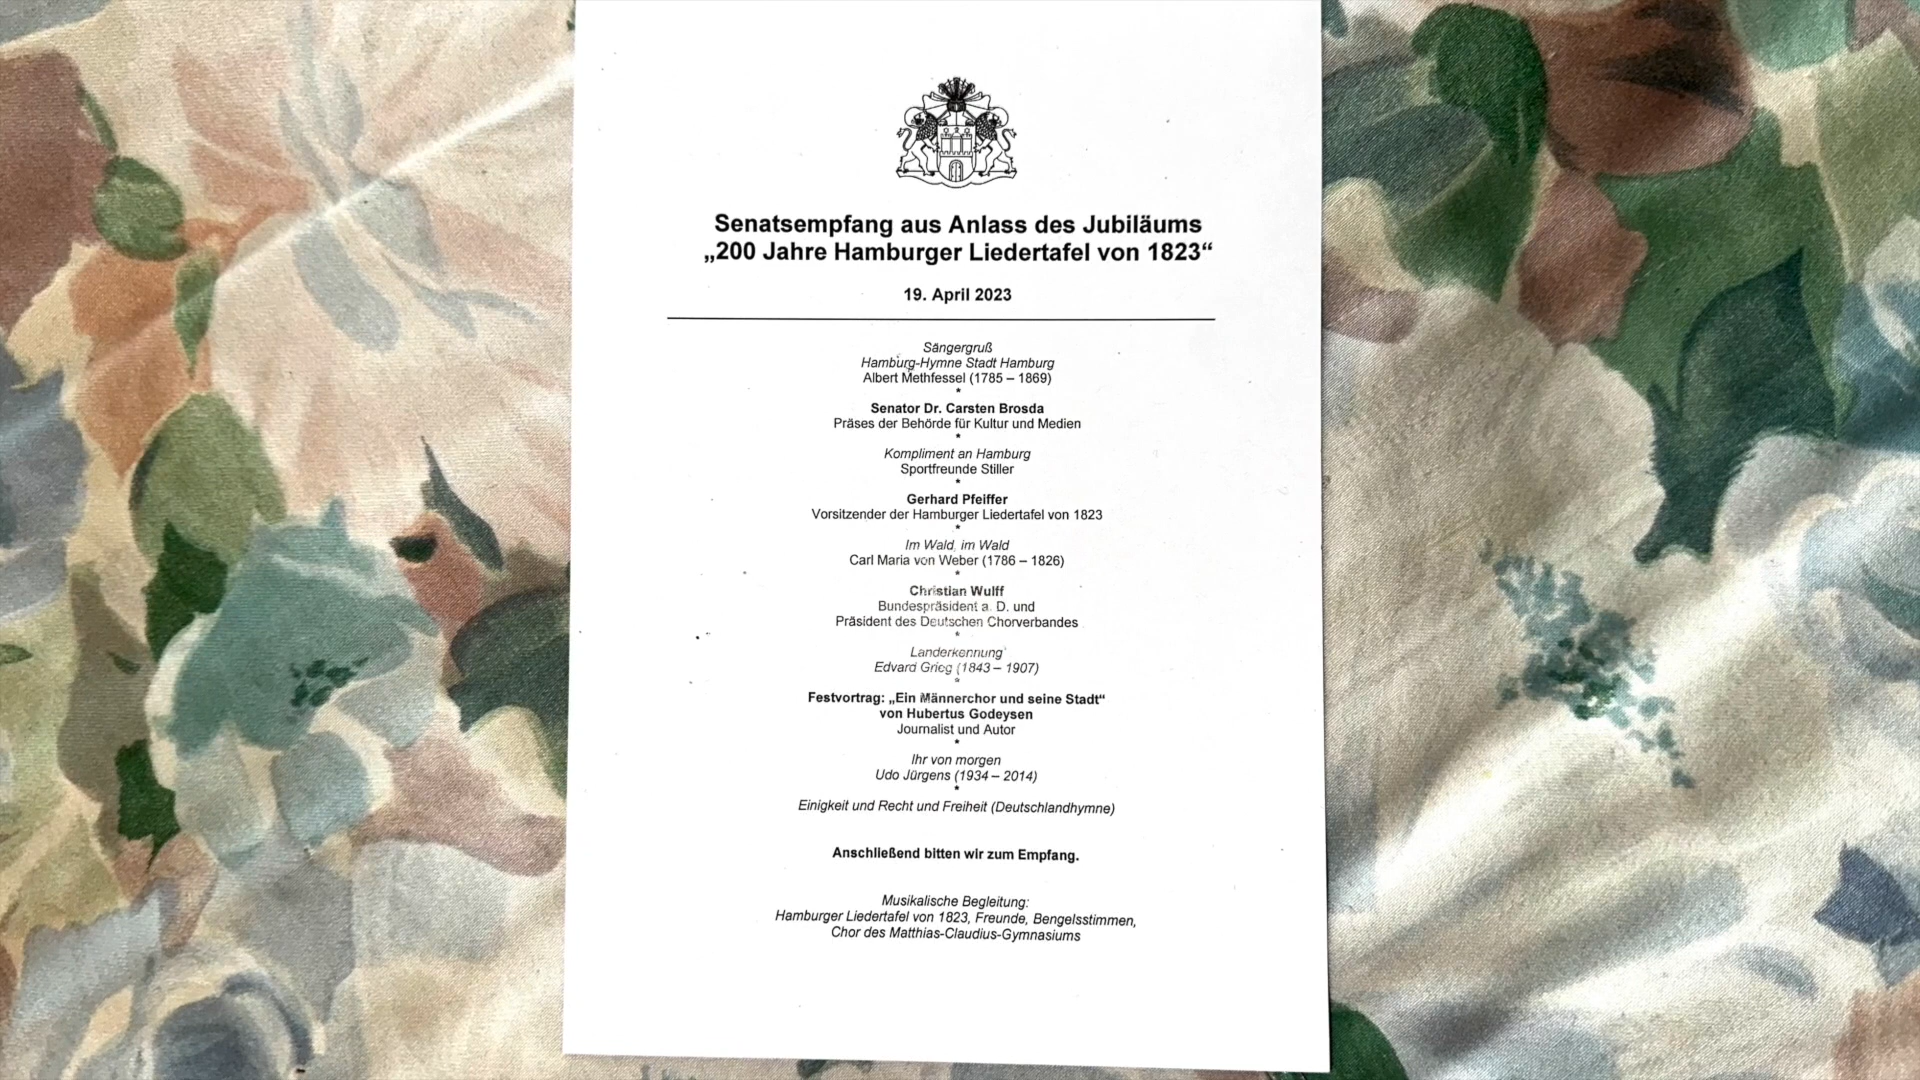 Senatsempfang aus Anlass des Jubiläums
„200 Jahre Hamburger Liedertafel von 1823“
19. April 2023
Sängergruß
Hamburg-Hymne Stadt Hamburg
Albert Methfessel (1785 – 1869)
*
Senator Dr. Carsten Brosda
Präses der Behörde für Kultur und Medien
*
Kompliment an Hamburg
Sportfreunde Stiller
*
Gerhard Pfeiffer
Vorsitzender der Hamburger Liedertafel von 1823
*
Im Wald, im Wald
Carl Maria von Weber (1786 – 1826)
*
Christian Wulff
Bundespräsident a. D. und
Präsident des Deutschen Chorverbandes
*
Landerkennung
Edvard Grieg (1843 – 1907)
*
Festvortrag: „Ein Männerchor und seine Stadt“
von Hubertus Godeysen
Journalist und Autor
*
Ihr von morgen
Udo Jürgens (1934 – 2014)
*
Einigkeit und Recht und Freiheit (Deutschlandhymne)
Anschließend bitten wir zum Empfang.
Musikalische Begleitung:
Hamburger Liedertafel von 1823, Freunde, Bengelsstimmen,
Chor des Matthias-Claudius-Gymnasiums